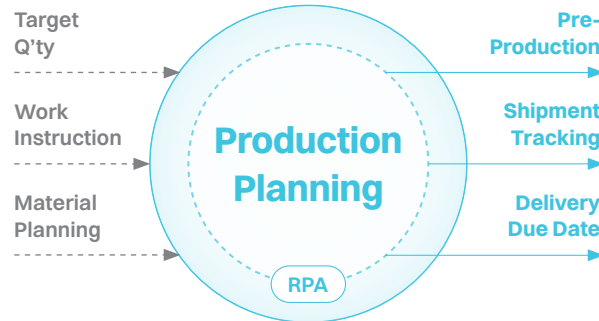 Target
Q'ty
Work
Instruction
Material
Planning
Production
Planning
RPA
Pre-
Production
Shipment
Tracking
Delivery
Due Date